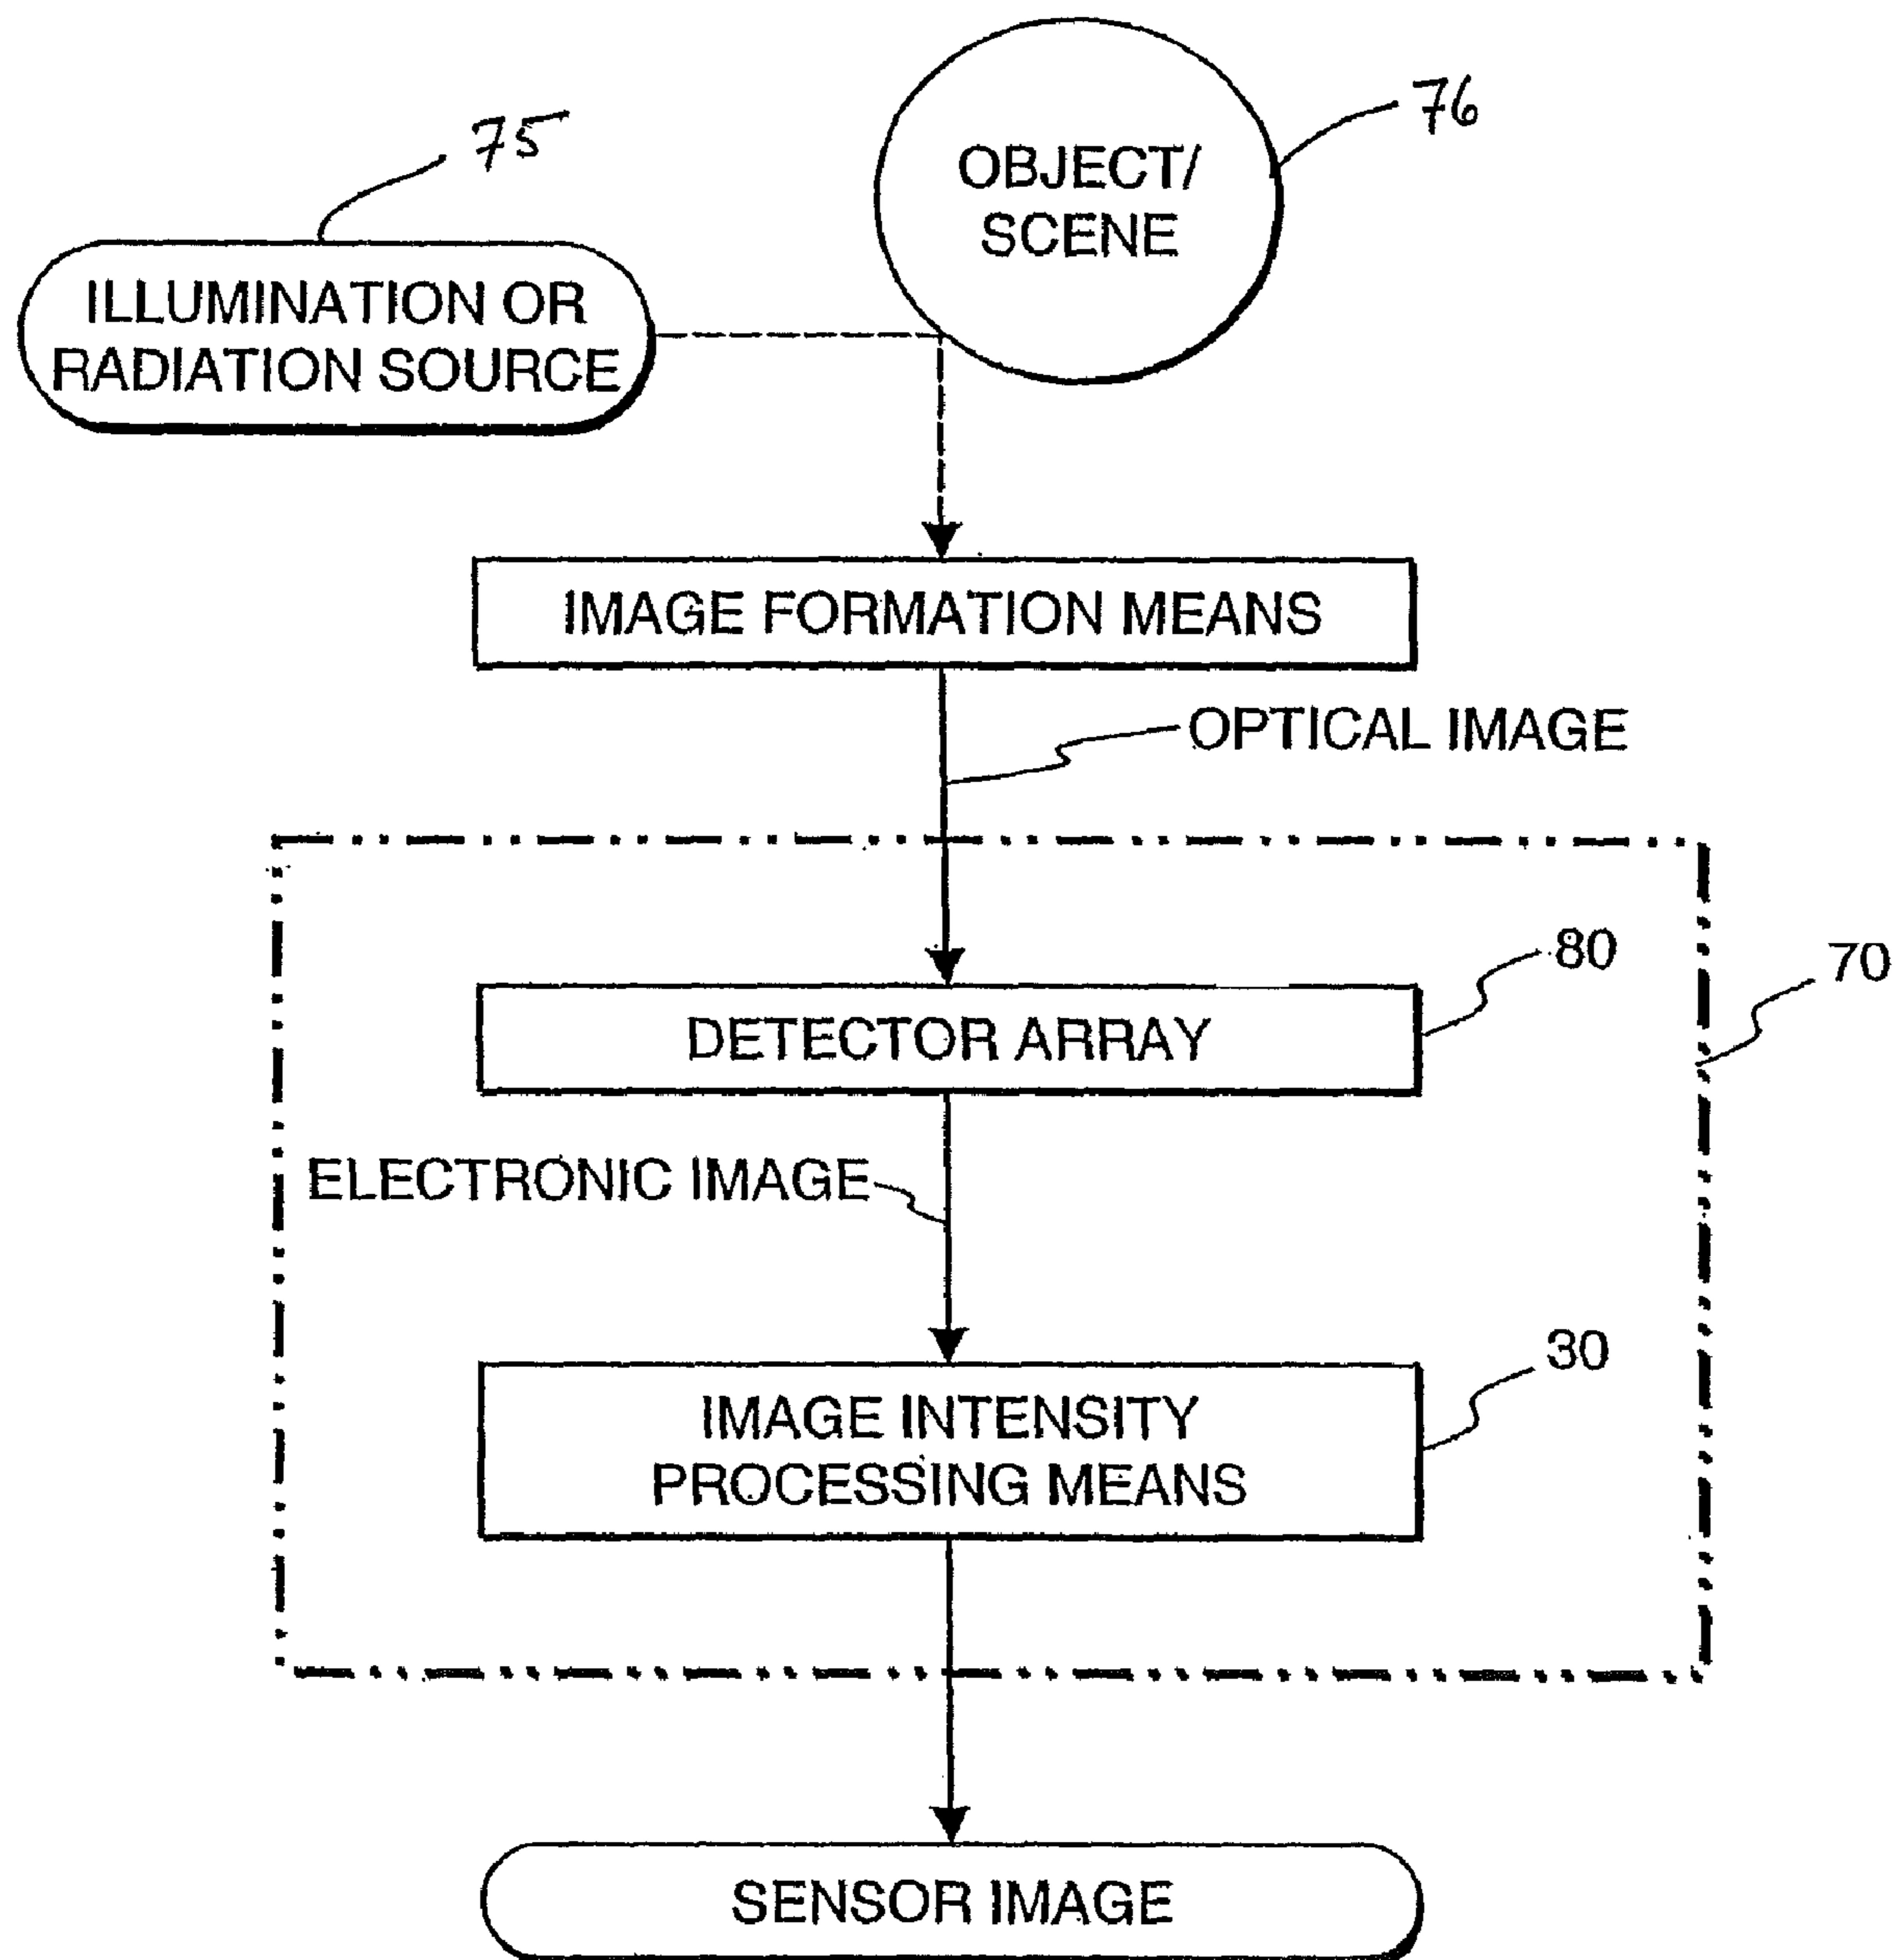 76
75
OBJECT/
SCENE
ILLUMINATION OR
RADIATION SOURCE
IMAGE FORMATION MEANS
OPTICAL IMAGE
80
70
DETECTOR ARRAY
ELECTRONIC IMAGE
30
IMAGE INTENSITY
PROCESSING MEANS
SENSOR IMAGE